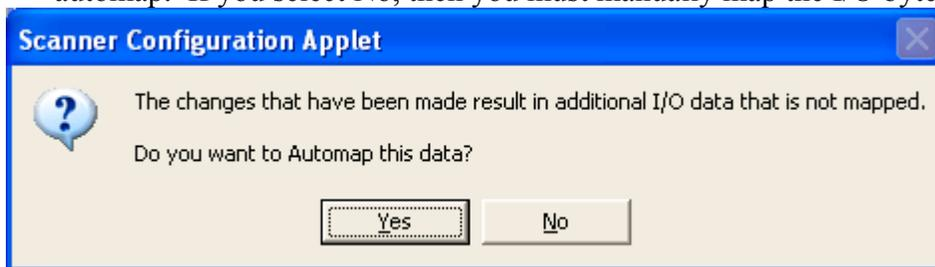 automap. If you select No, then you must manually map the I/O byte
Scanner Configuration Applet
The changes that have been made result in additional I/O data that is not mapped.
Do you want to Automap this data?
Yes No